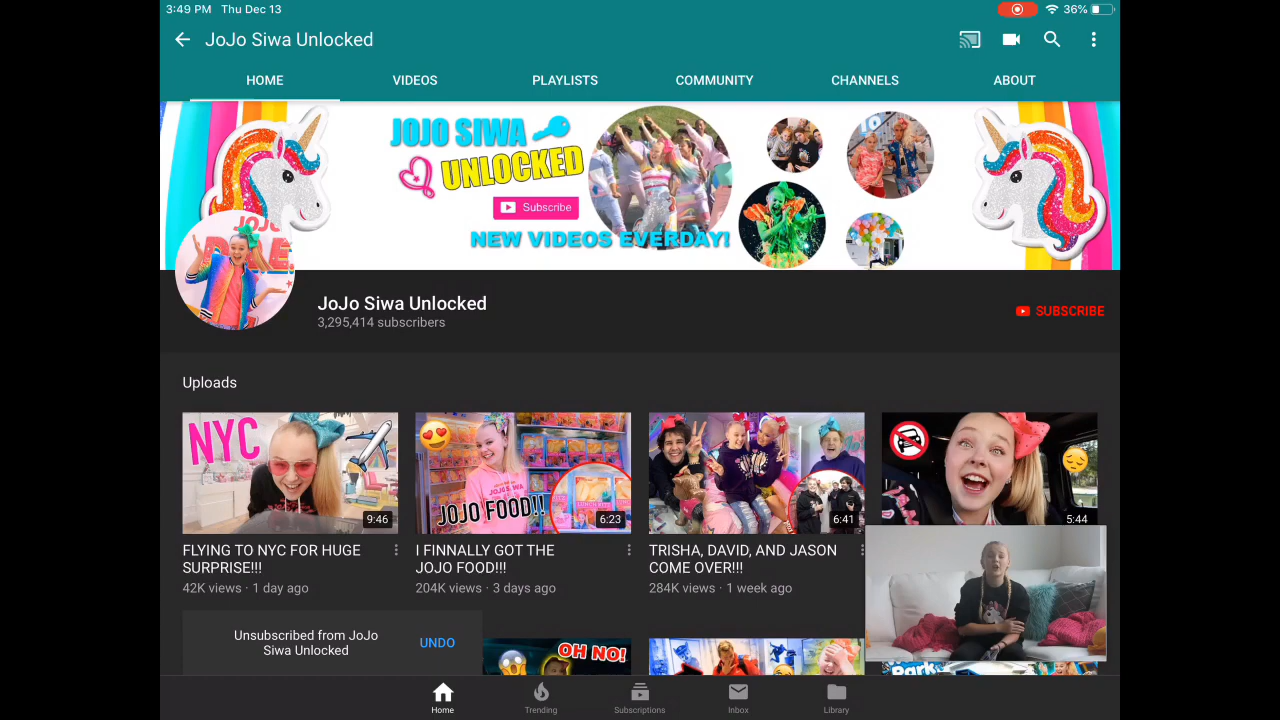 3:49 PM Thu Dec 13
36%
JoJo Siwa Unlocked
HOME VIDEOS PLAYLISTS COMMUNITY CHANNELS ABOUT
JOJO SIWA
UNLOCKED
Subscribe
NEW VIDEOS EVERDAY!
JoJo Siwa Unlocked
3,295,414 subscribers
SUBSCRIBE
Uploads
NYC
9:46
JOJO FOOD!!
6:23
6:41
5:44
FLYING TO NYC FOR HUGE
SURPRISE!!!
42K views · 1 day ago
I FINNALLY GOT THE
JOJO FOOD!!!
204K views · 3 days ago
TRISHA, DAVID, AND JASON
COME OVER!!!
284K views · 1 week ago
Unsubscribed from JoJo
Siwa Unlocked
UNDO
OH NO!
Home Trending Subscriptions Inbox Library